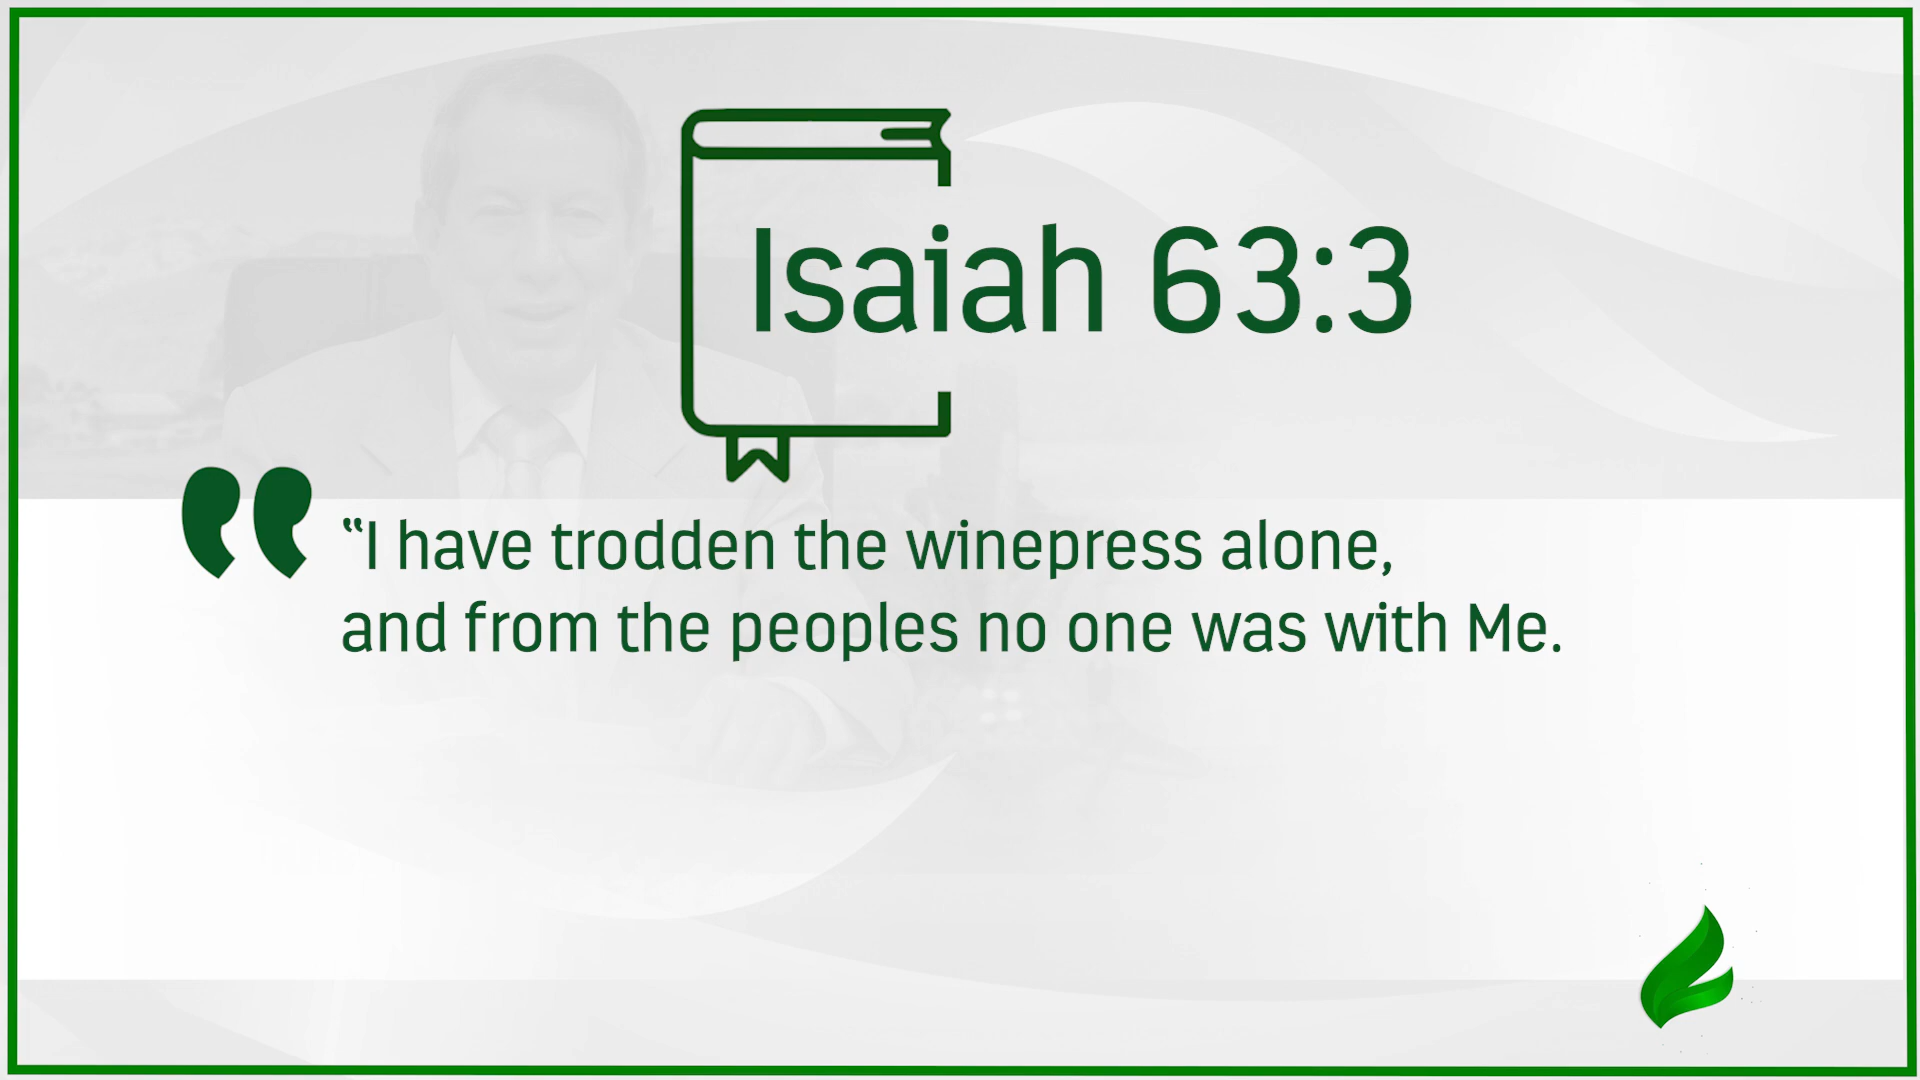 Isaiah 63:3
“I have trodden the winepress alone,
and from the peoples no one was with Me.